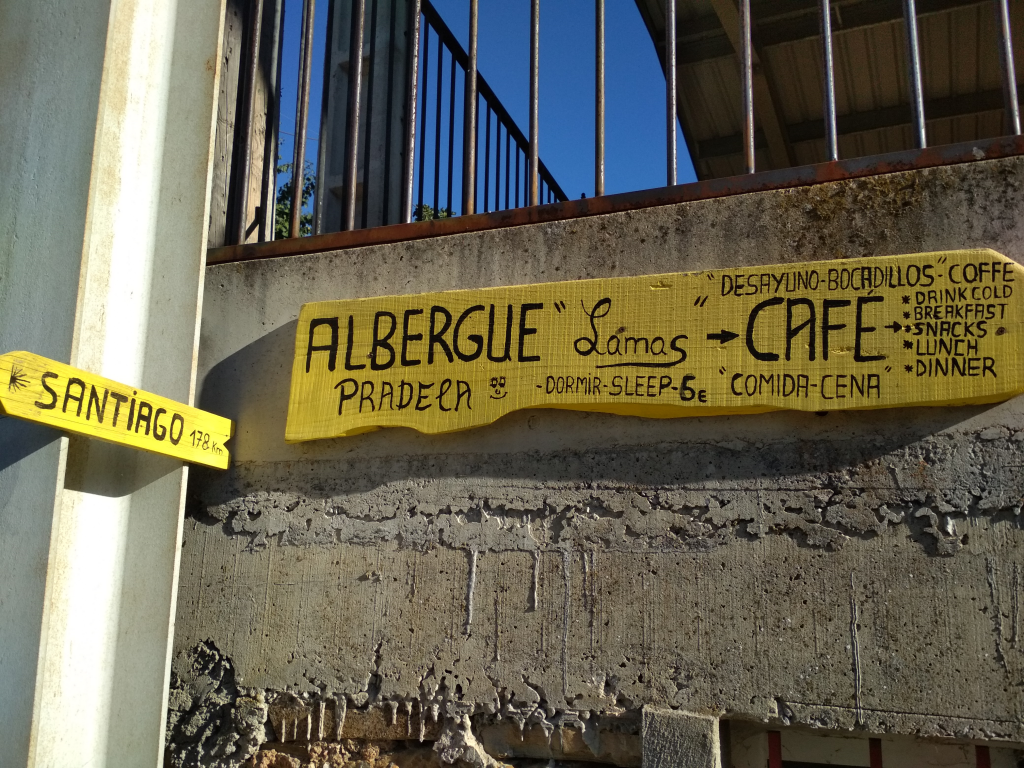 SANTiAGO 178 Km
ALBERGUE "Lamas" → CAFÉ →
PRADELA -DORMIR-SLEEP-6€ "COMIDA-CENA"
"DESAYUNO-BOCADILLOS"-COFFE
* DRINK COLD
* BREAKFAST
* SNACKS
* LUNCH
* DINNER